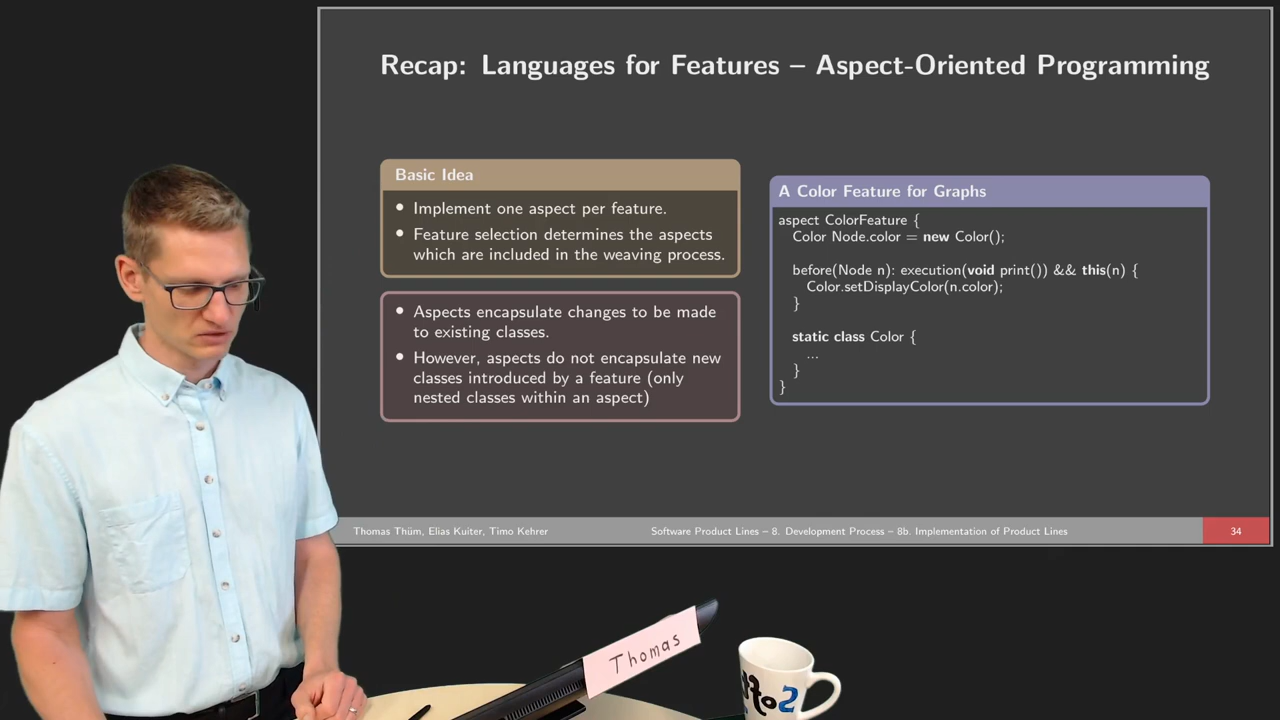 Recap: Languages for Features – Aspect-Oriented Programming
Basic Idea
• Implement one aspect per feature.
• Feature selection determines the aspects
which are included in the weaving process.
• Aspects encapsulate changes to be made
to existing classes.
• However, aspects do not encapsulate new
classes introduced by a feature (only
nested classes within an aspect)
A Color Feature for Graphs
aspect ColorFeature {
Color Node.color = new Color();
before(Node n): execution(void print()) && this(n) {
Color.setDisplayColor(n.color);
}
static class Color {
...
}
}
Thomas Thüm, Elias Kuiter, Timo Kehrer
Software Product Lines – 8. Development Process – 8b. Implementation of Product Lines
34
Thomas